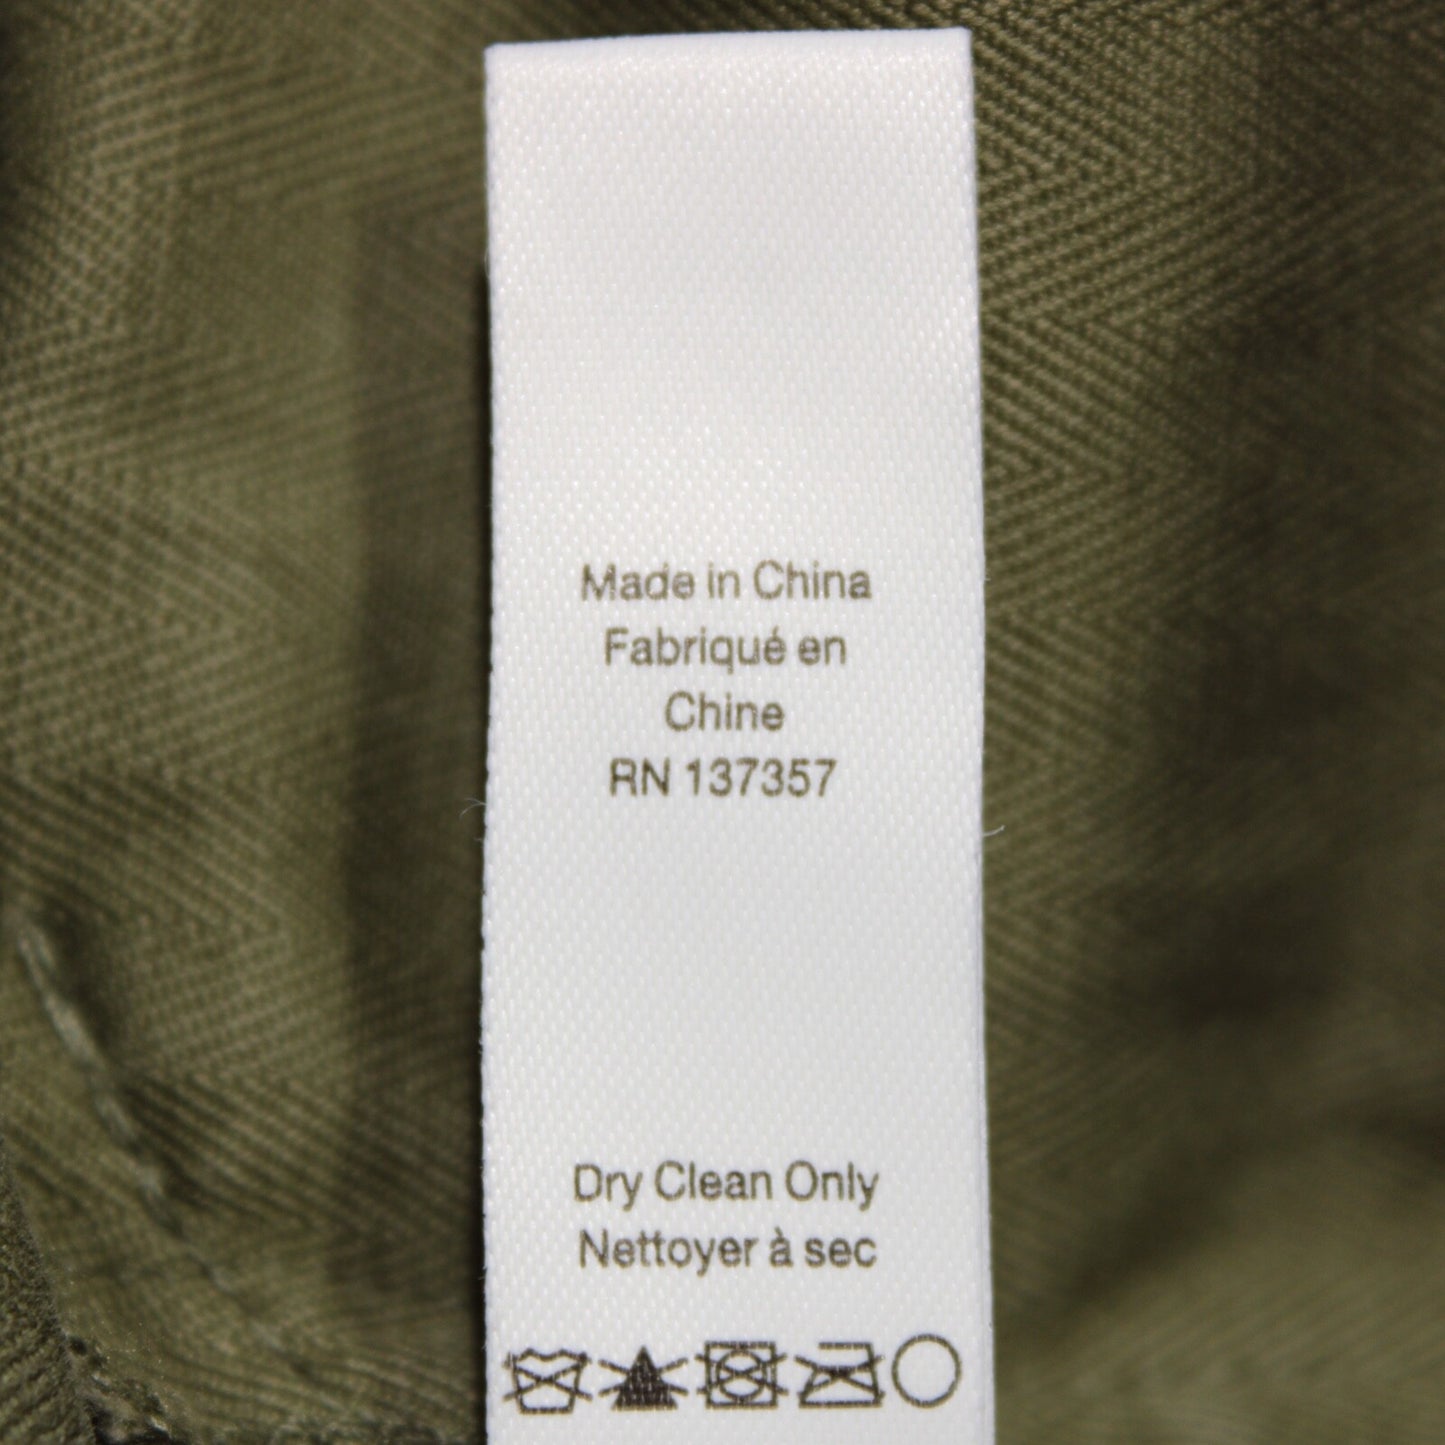 Made in China
Fabriqué en
Chine
RN 137357
Dry Clean Only
Nettoyer à sec